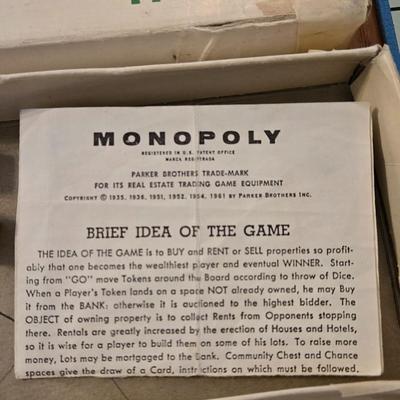 MONOPOLY
REGISTERED IN U.S. PATENT OFFICE
MARCA REGISTRADA
PARKER BROTHERS TRADE-MARK
FOR ITS REAL ESTATE TRADING GAME EQUIPMENT
COPYRIGHT © 1935, 1936, 1951, 1952, 1954, 1961 BY PARKER BROTHERS INC.
BRIEF IDEA OF THE GAME
THE IDEA OF THE GAME is to BUY and RENT or SELL properties so profit-
ably that one becomes the wealthiest player and eventual WINNER. Start-
ing from "GO" move Tokens around the Board according to throw of Dice.
When a Player's Token lands on a space NOT already owned, he may Buy
it from the BANK: otherwise it is auctioned to the highest bidder. The
OBJECT of owning property is to collect Rents from Opponents stopping
there. Rentals are greatly increased by the erection of Houses and Hotels,
so it is wise for a player to build them on some of his lots. To raise more
money, Lots may be mortgaged to the Bank. Community Chest and Chance
spaces give the draw of a Card, instructions on which must be followed.